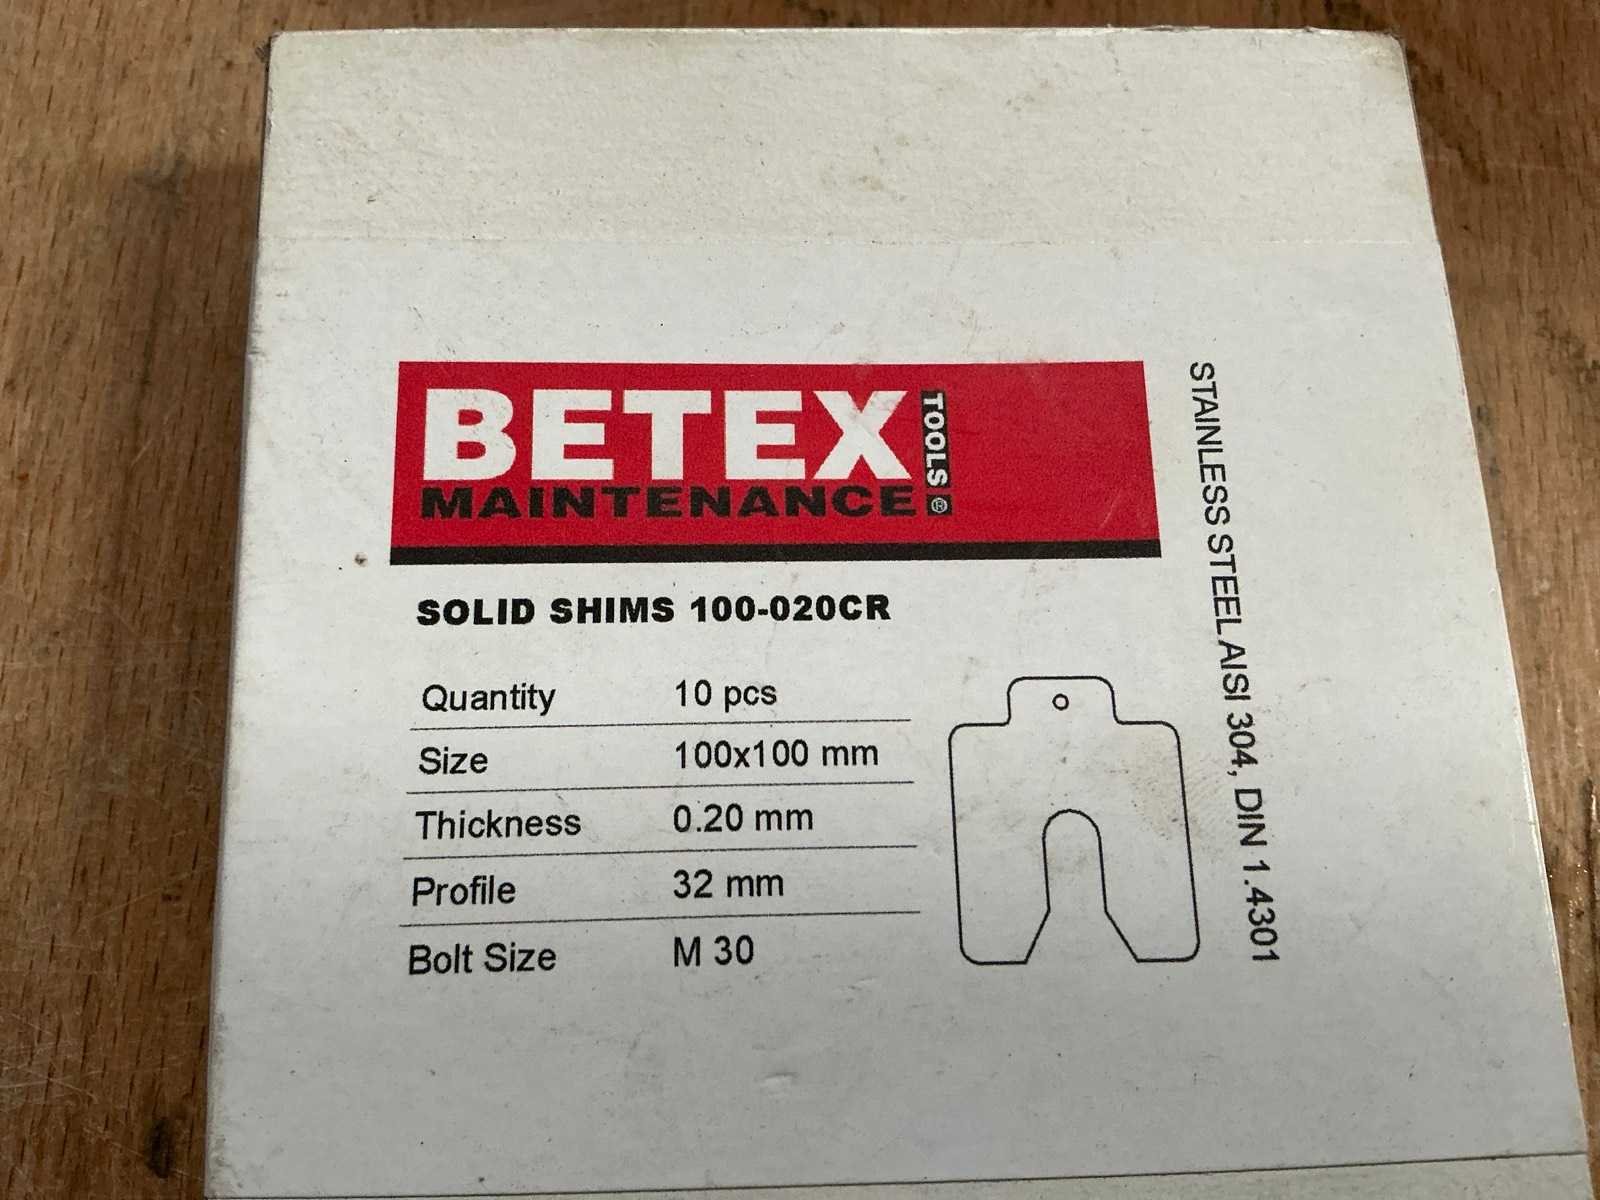 BETEX TOOLS
MAINTENANCE ®
SOLID SHIMS 100-020CR
Quantity 10 pcs
Size 100x100 mm
Thickness 0.20 mm
Profile 32 mm
Bolt Size M 30
STAINLESS STEEL AISI 304, DIN 1.4301